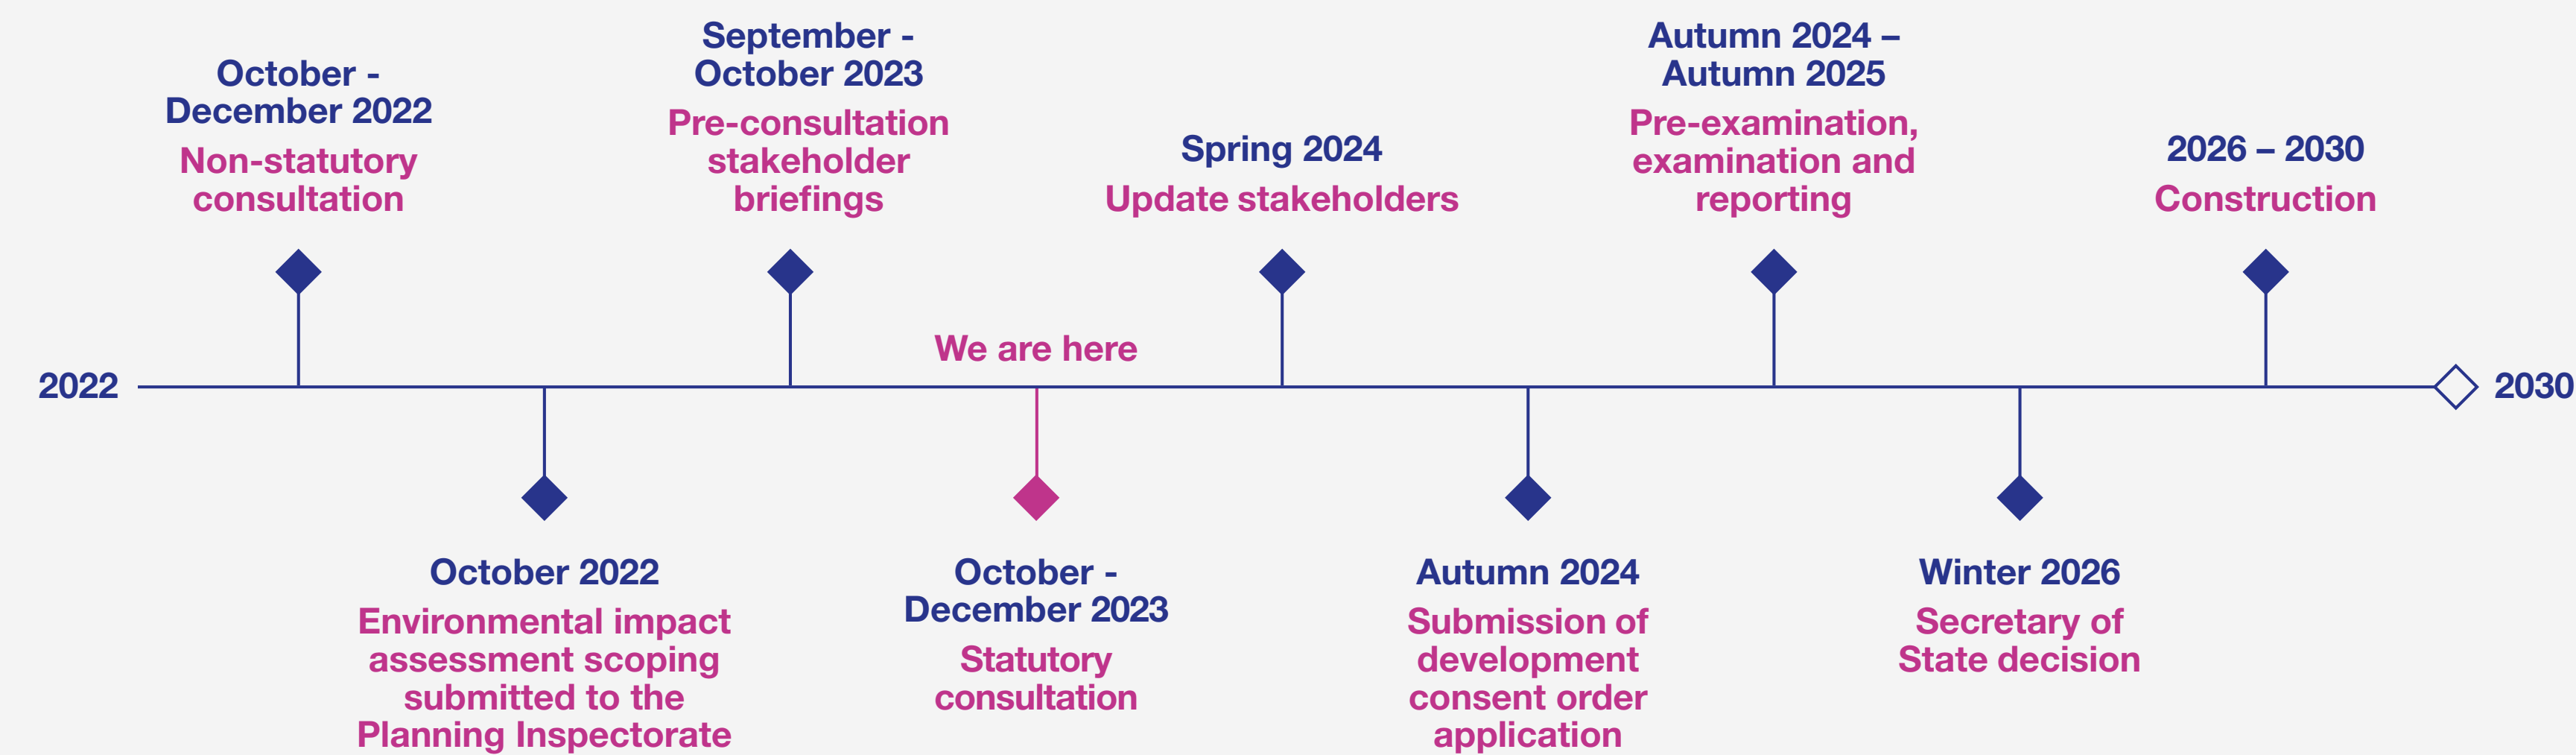 October -
December 2022
Non-statutory
consultation
September -
October 2023
Pre-consultation
stakeholder
briefings
Spring 2024
Update stakeholders
Autumn 2024 –
Autumn 2025
Pre-examination,
examination and
reporting
2026 – 2030
Construction
We are here
2022
2030
October 2022
Environmental impact
assessment scoping
submitted to the
Planning Inspectorate
October -
December 2023
Statutory
consultation
Autumn 2024
Submission of
development
consent order
application
Winter 2026
Secretary of
State decision